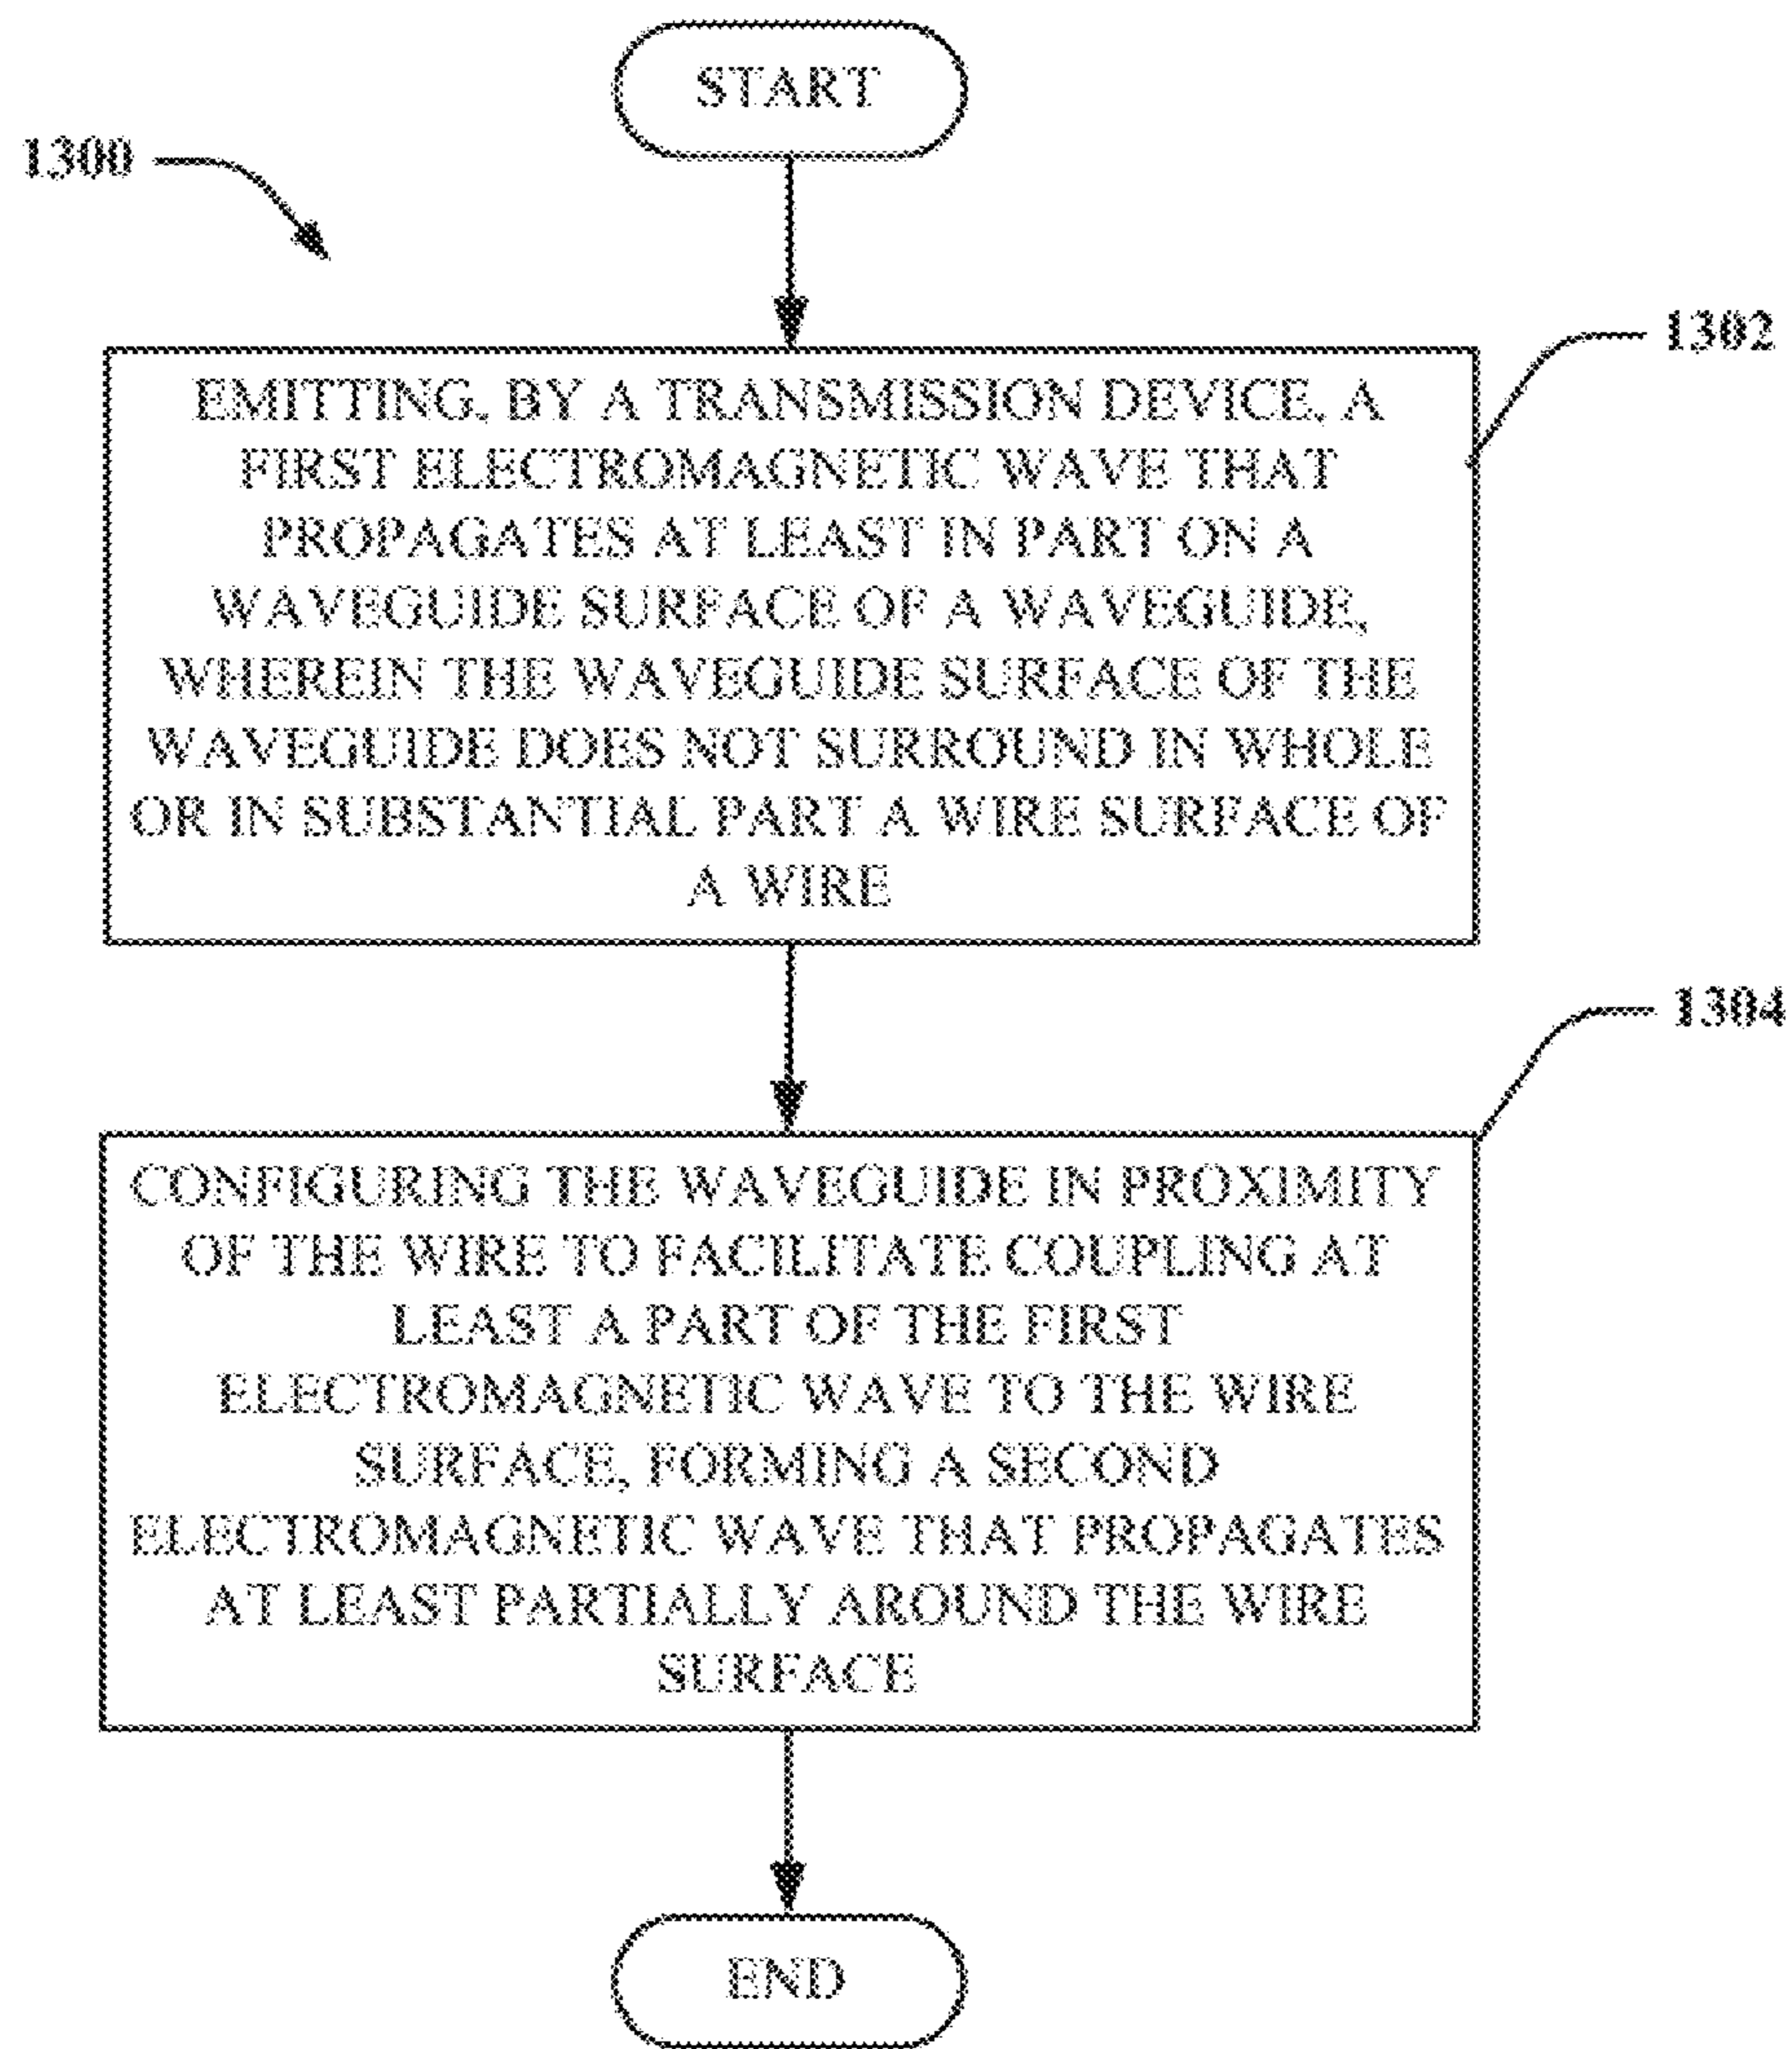 START
1300
1302
EMITTING, BY A TRANSMISSION DEVICE, A
FIRST ELECTROMAGNETIC WAVE THAT
PROPAGATES AT LEAST IN PART ON A
WAVEGUIDE SURFACE OF A WAVEGUIDE,
WHEREIN THE WAVEGUIDE SURFACE OF THE
WAVEGUIDE DOES NOT SURROUND IN WHOLE
OR IN SUBSTANTIAL PART A WIRE SURFACE OF
A WIRE
1304
CONFIGURING THE WAVEGUIDE IN PROXIMITY
OF THE WIRE TO FACILITATE COUPLING AT
LEAST A PART OF THE FIRST
ELECTROMAGNETIC WAVE TO THE WIRE
SURFACE, FORMING A SECOND
ELECTROMAGNETIC WAVE THAT PROPAGATES
AT LEAST PARTIALLY AROUND THE WIRE
SURFACE
END